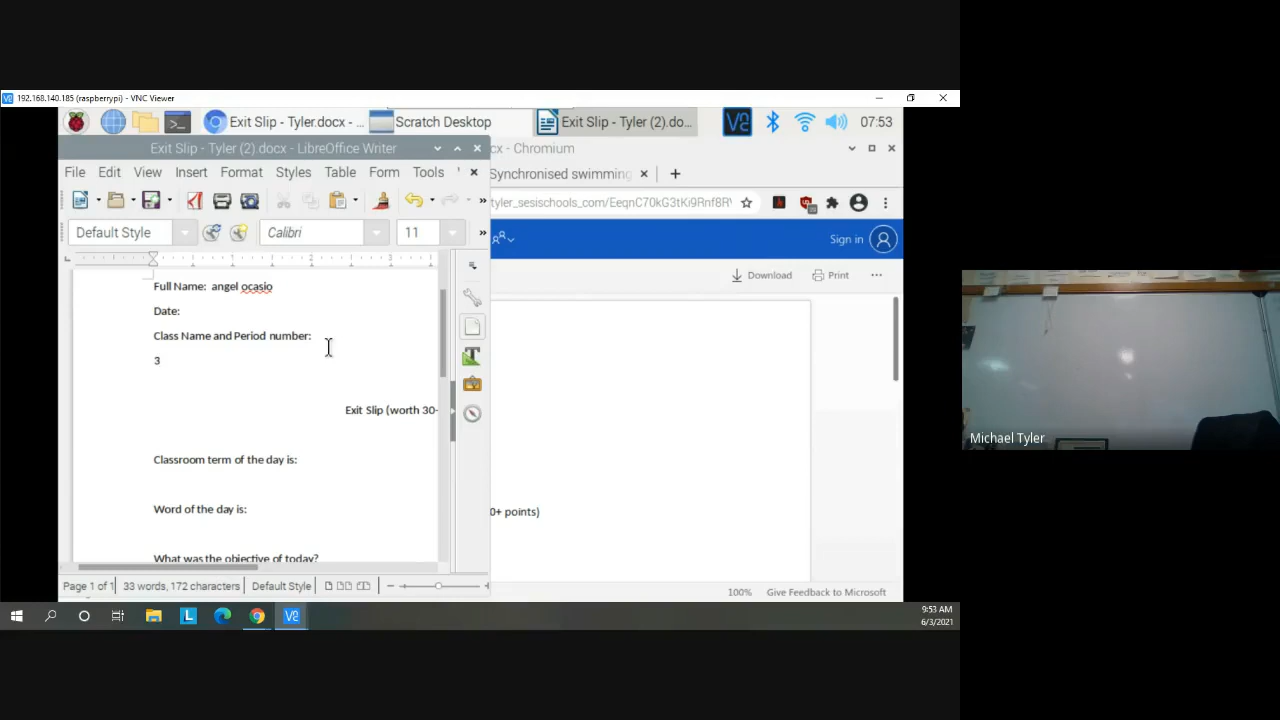 192.168.140.185 (raspberrypi) - VNC Viewer
Exit Slip - Tyler.docx - ...
Scratch Desktop
Exit Slip - Tyler (2).do...
07:53
Exit Slip - Tyler (2).docx - LibreOffice Writer
cx - Chromium
File Edit View Insert Format Styles Table Form Tools
Synchronised swimming
tyler_sesischools_com/EeqnC70kG3tKi9Rnf8R
Default Style
Calibri
11
Sign in
Download
Print
1
2
3
Full Name: angel ocasio
Date:
Class Name and Period number:
3
Exit Slip (worth 30-
Classroom term of the day is:
Word of the day is:
0+ points)
What was the objective of today?
Page 1 of 1
33 words, 172 characters
Default Style
100%
Give Feedback to Microsoft
9:53 AM
6/3/2021
Michael Tyler